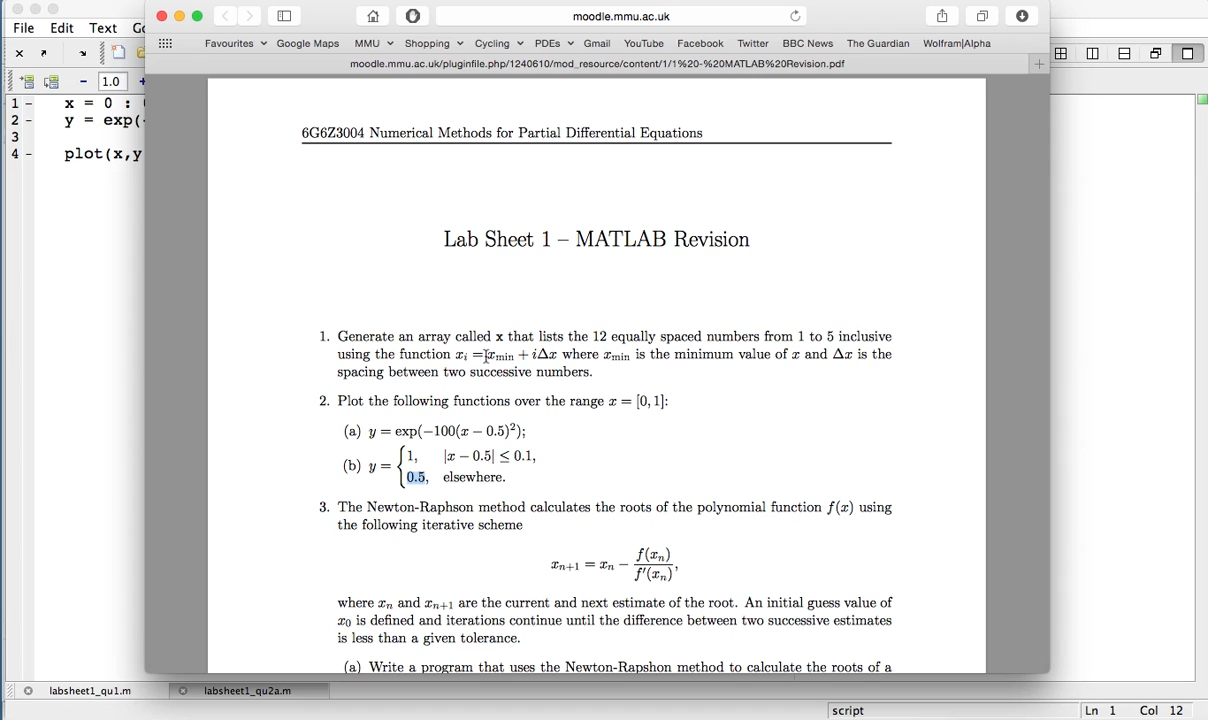 File Edit Text Go
moodle.mmu.ac.uk
Favourites Google Maps MMU Shopping Cycling PDEs Gmail YouTube Facebook Twitter BBC News The Guardian Wolfram|Alpha
moodle.mmu.ac.uk/pluginfile.php/1240610/mod_resource/content/1/1%20-%20MATLAB%20Revision.pdf
1.0
1 x = 0 :
2 y = exp(-
3
4 plot(x,y
6G6Z3004 Numerical Methods for Partial Differential Equations
Lab Sheet 1 – MATLAB Revision
1. Generate an array called x that lists the 12 equally spaced numbers from 1 to 5 inclusive
using the function xᵢ = x_min + iΔx where x_min is the minimum value of x and Δx is the
spacing between two successive numbers.
2. Plot the following functions over the range x = [0, 1]:
(a) y = exp(−100(x − 0.5)²);
(b) y = { 1, |x − 0.5| ≤ 0.1,
0.5, elsewhere.
3. The Newton-Raphson method calculates the roots of the polynomial function f(x) using
the following iterative scheme
xₙ₊₁ = xₙ − f(xₙ)/f′(xₙ),
where xₙ and xₙ₊₁ are the current and next estimate of the root. An initial guess value of
x₀ is defined and iterations continue until the difference between two successive estimates
is less than a given tolerance.
(a) Write a program that uses the Newton-Rapshon method to calculate the roots of a
labsheet1_qu1.m labsheet1_qu2a.m
script Ln 1 Col 12